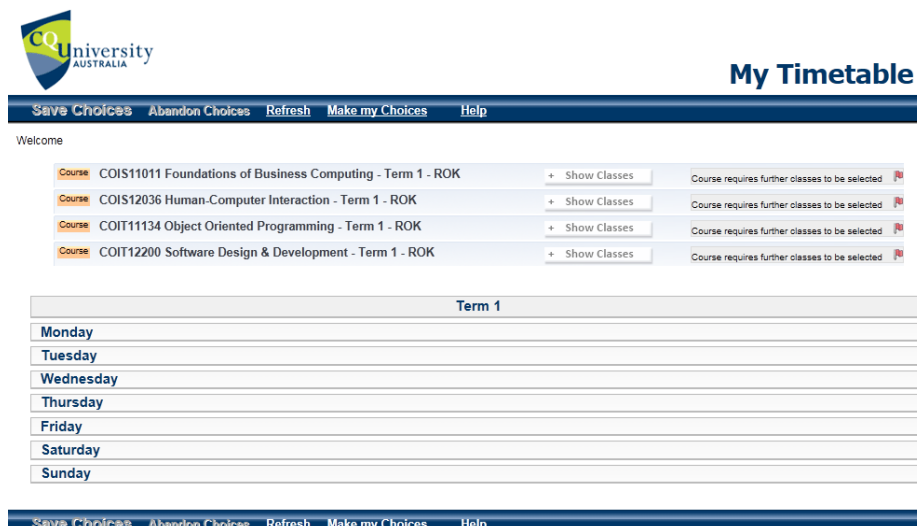 CQUniversity
AUSTRALIA
My Timetable
Save Choices Abandon Choices Refresh Make my Choices Help
Welcome
Course COIS11011 Foundations of Business Computing - Term 1 - ROK + Show Classes Course requires further classes to be selected
Course COIS12036 Human-Computer Interaction - Term 1 - ROK + Show Classes Course requires further classes to be selected
Course COIT11134 Object Oriented Programming - Term 1 - ROK + Show Classes Course requires further classes to be selected
Course COIT12200 Software Design & Development - Term 1 - ROK + Show Classes Course requires further classes to be selected
Term 1
Monday
Tuesday
Wednesday
Thursday
Friday
Saturday
Sunday
Save Choices Abandon Choices Refresh Make my Choices Help